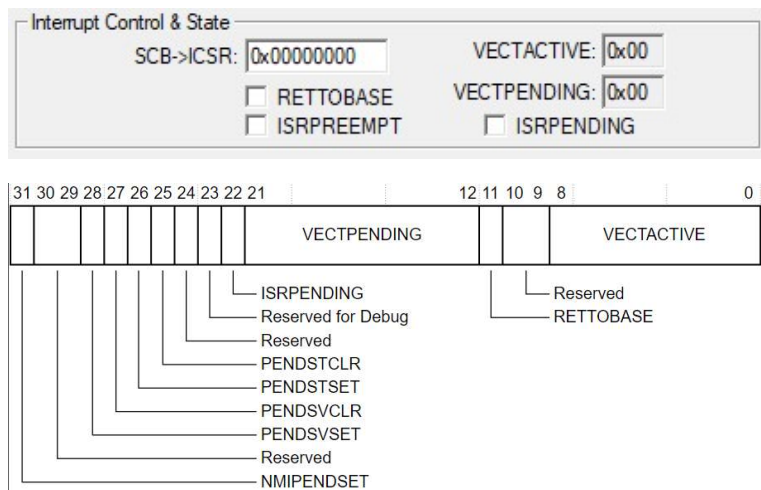 Interrupt Control & State
SCB->ICSR: 0x00000000 VECTACTIVE: 0x00
RETTOBASE VECTPENDING: 0x00
ISRPREEMPT ISRPENDING
31 30 29 28 27 26 25 24 23 22 21 12 11 10 9 8 0
VECTPENDING VECTACTIVE
ISRPENDING Reserved
Reserved for Debug RETTOBASE
Reserved
PENDSTCLR
PENDSTSET
PENDSVCLR
PENDSVSET
Reserved
NMIPENDSET